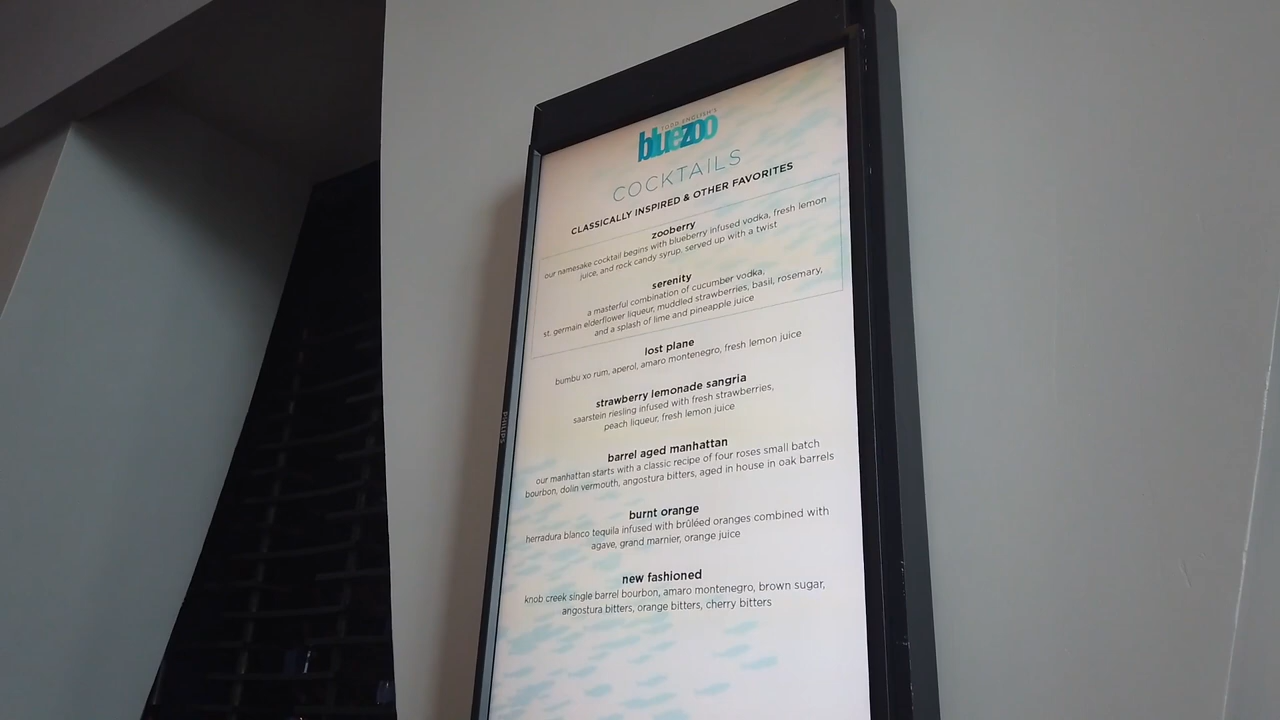 TODD ENGLISH'S
bluezoo
COCKTAILS
CLASSICALLY INSPIRED & OTHER FAVORITES
zooberry
our namesake cocktail begins with blueberry infused vodka, fresh lemon
juice, and rock candy syrup. served up with a twist
serenity
a masterful combination of cucumber vodka,
st. germain elderflower liqueur, muddled strawberries, basil, rosemary,
and a splash of lime and pineapple juice
lost plane
bumbu xo rum, aperol, amaro montenegro, fresh lemon juice
strawberry lemonade sangria
saarstein riesling infused with fresh strawberries,
peach liqueur, fresh lemon juice
barrel aged manhattan
our manhattan starts with a classic recipe of four roses small batch
bourbon, dolin vermouth, angostura bitters, aged in house in oak barrels
burnt orange
herradura blanco tequila infused with brûléed oranges combined with
agave, grand marnier, orange juice
new fashioned
knob creek single barrel bourbon, amaro montenegro, brown sugar,
angostura bitters, orange bitters, cherry bitters
PHILIPS